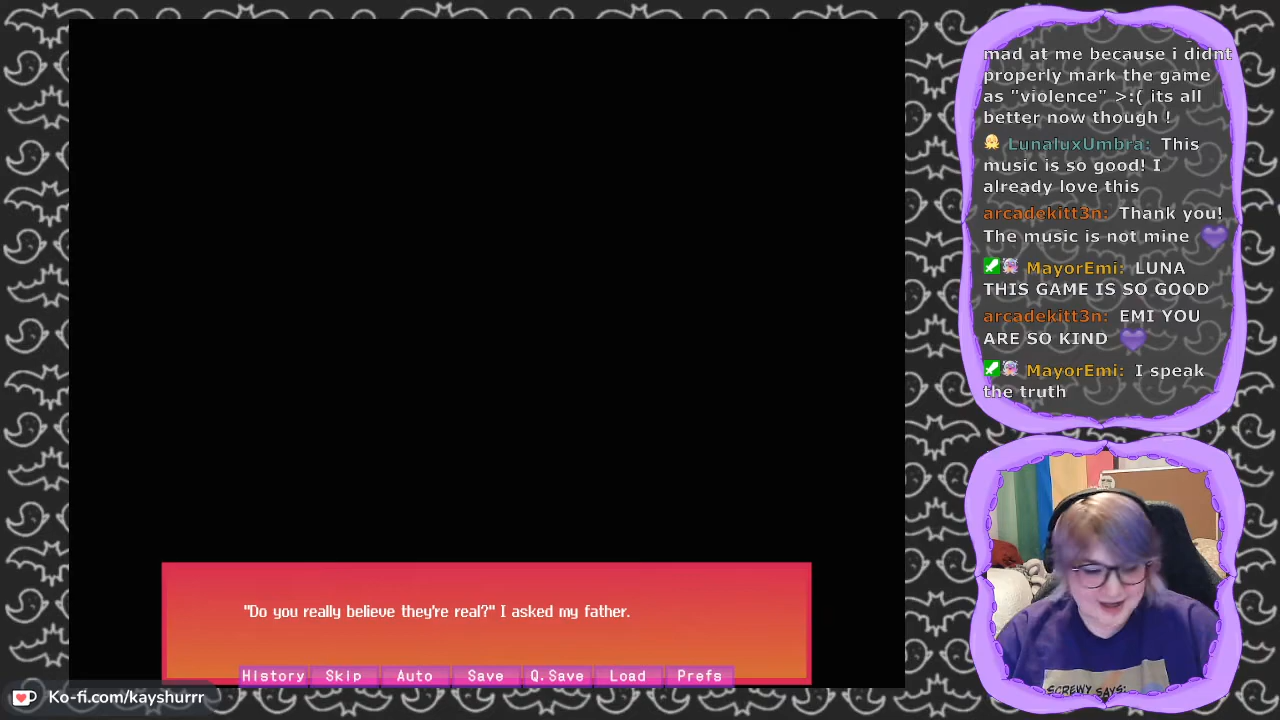 mad at me because i didnt
properly mark the game
as "violence" >:( its all
better now though !
LunaluxUmbra: This
music is so good! I
already love this
arcadekitt3n: Thank you!
The music is not mine
MayorEmi: LUNA
THIS GAME IS SO GOOD
arcadekitt3n: EMI YOU
ARE SO KIND
MayorEmi: I speak
the truth
"Do you really believe they're real?" I asked my father.
History Skip Auto Save Q.Save Load Prefs
SCREWY SAYS:
Ko-fi.com/kayshurrr